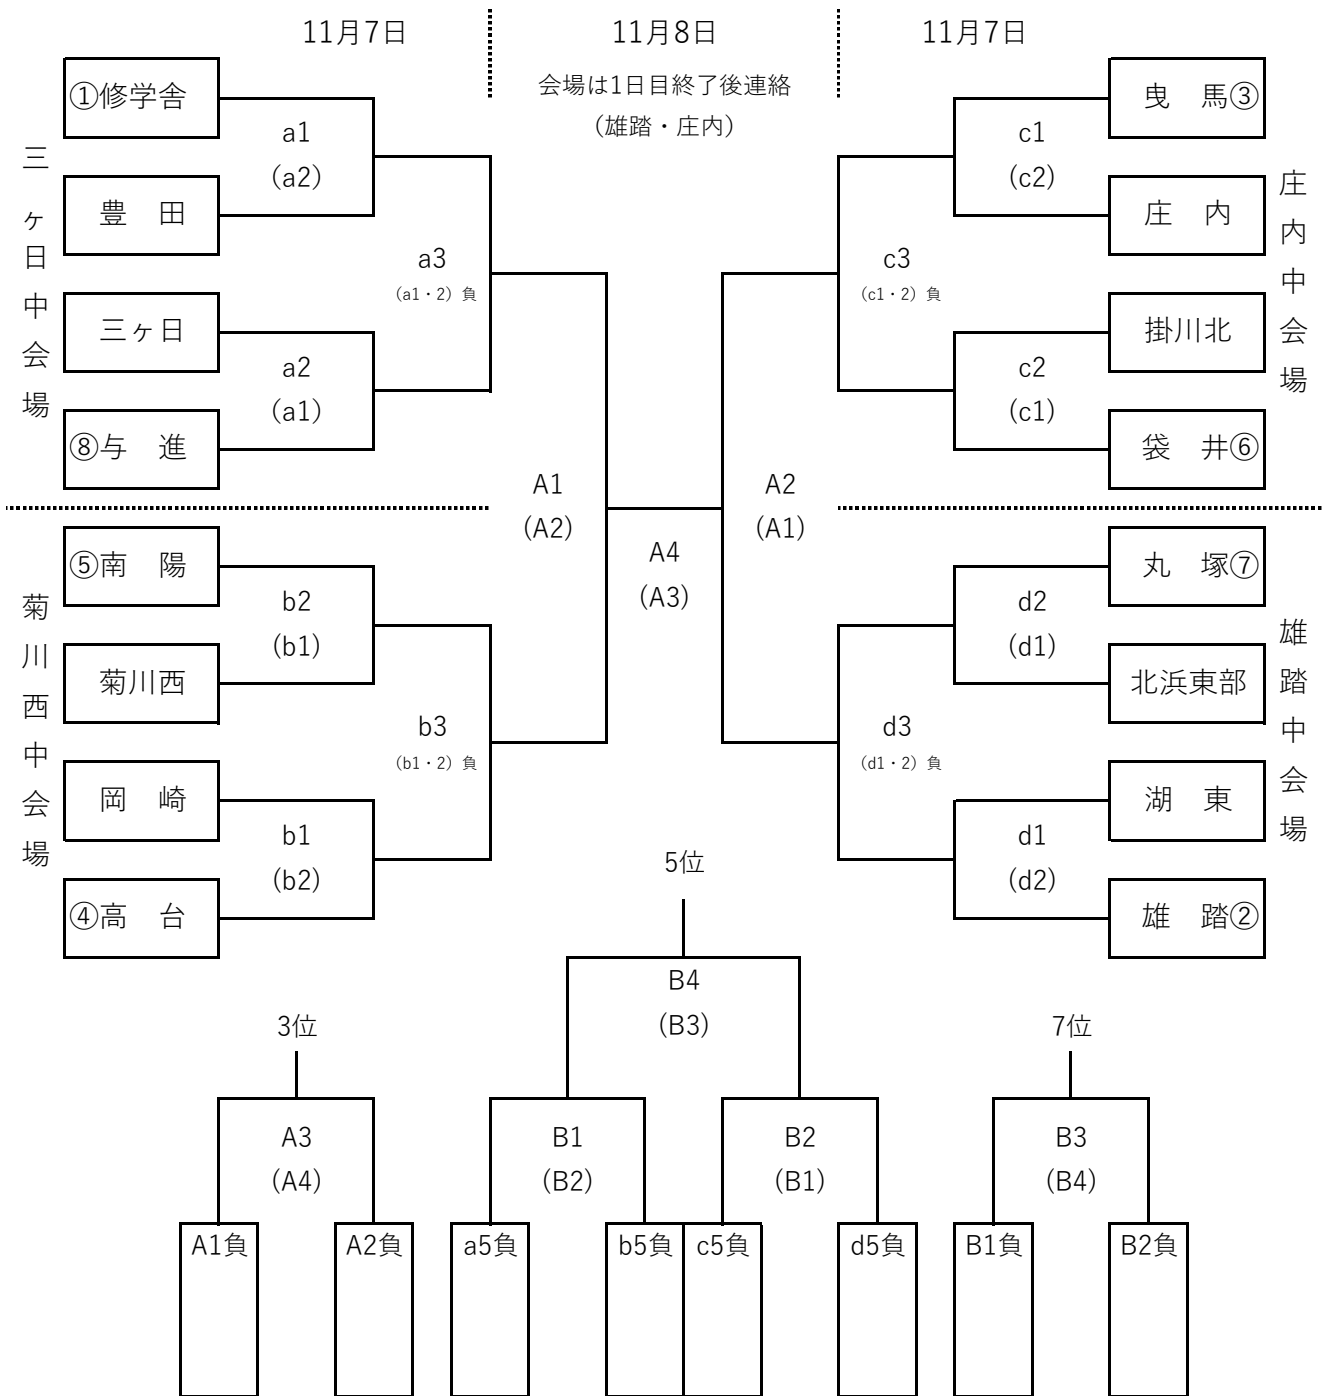 11月7日
11月8日
11月7日
会場は1日目終了後連絡
（雄踏・庄内）
三ヶ日中会場
①修学舎
豊　田
三ヶ日
⑧与　進
a1
(a2)
a2
(a1)
a3
（a1・2）負
菊川西中会場
⑤南　陽
菊川西
岡　崎
④高　台
b2
(b1)
b1
(b2)
b3
（b1・2）負
A1
(A2)
A4
(A3)
A2
(A1)
曳　馬③
庄　内
掛川北
袋　井⑥
庄内中会場
c1
(c2)
c2
(c1)
c3
（c1・2）負
丸　塚⑦
北浜東部
湖　東
雄　踏②
雄踏中会場
d2
(d1)
d1
(d2)
d3
（d1・2）負
5位
B4
(B3)
3位
7位
A3
(A4)
B1
(B2)
B2
(B1)
B3
(B4)
A1負
A2負
a5負
b5負
c5負
d5負
B1負
B2負